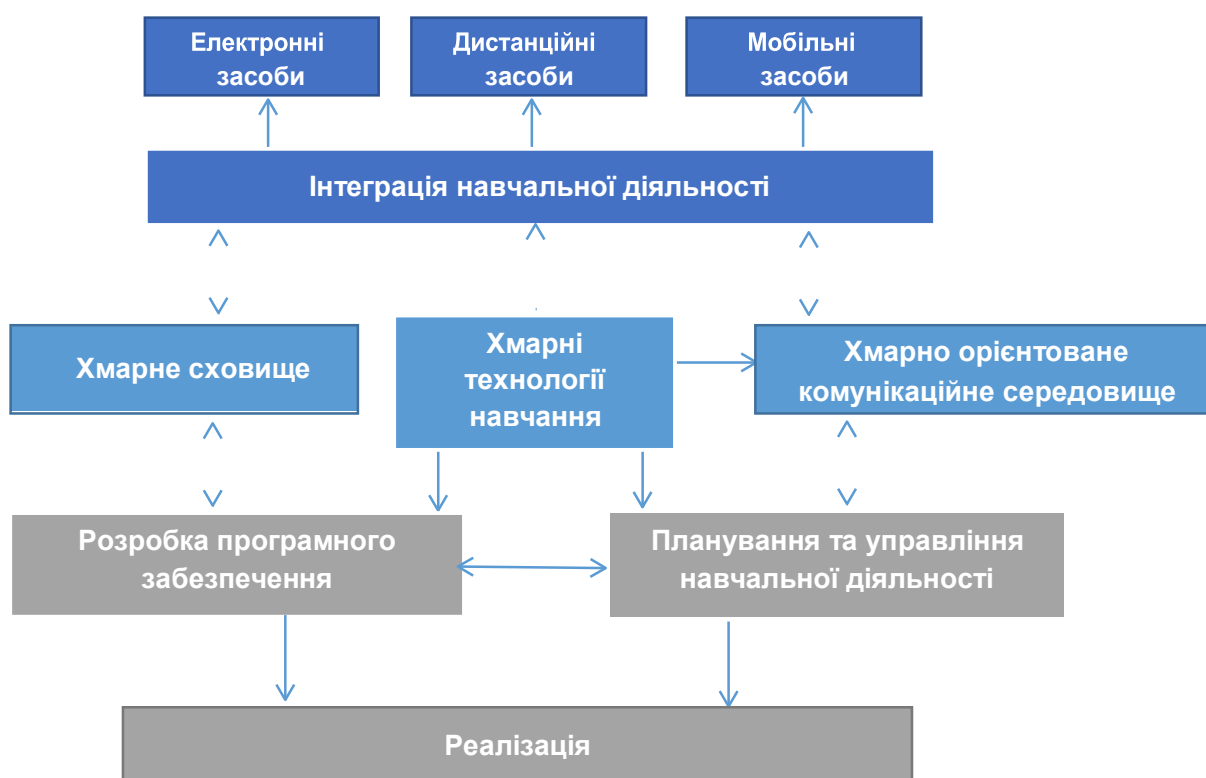 Електронні
засоби
Дистанційні
засоби
Мобільні
засоби
Інтеграція навчальної діяльності
Хмарне сховище
Хмарні
технології
навчання
Хмарно орієнтоване
комунікаційне середовище
Розробка програмного
забезпечення
Планування та управління
навчальної діяльності
Реалізація